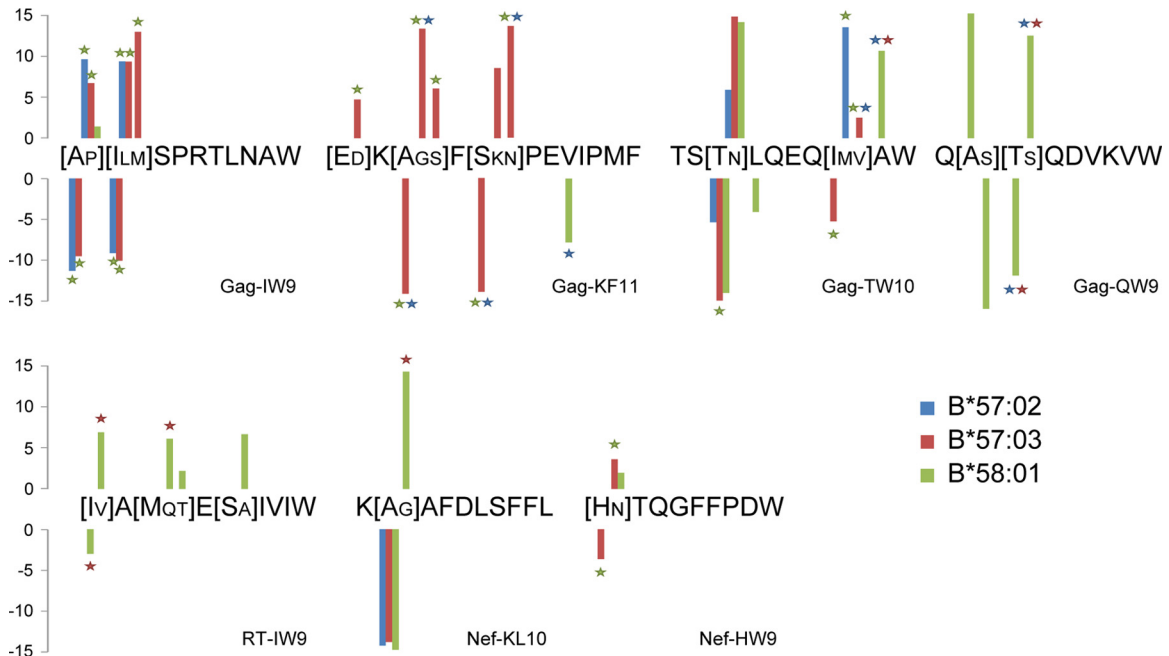 15
10
5
0
[AP][ILM]SPRTLNAW [ED]K[AGS]F[SKN]PEVIPMF TS[TN]LQEQ[IMV]AW Q[AS][TS]QDVKVW
0
-5
-10
-15
Gag-IW9 Gag-KF11 Gag-TW10 Gag-QW9
15
10
5
0
[IV]A[MQT]E[SA]IVIW K[AG]AFDLSFFL [HN]TQGFFPDW
0
-5
-10
-15
RT-IW9 Nef-KL10 Nef-HW9
B*57:02
B*57:03
B*58:01